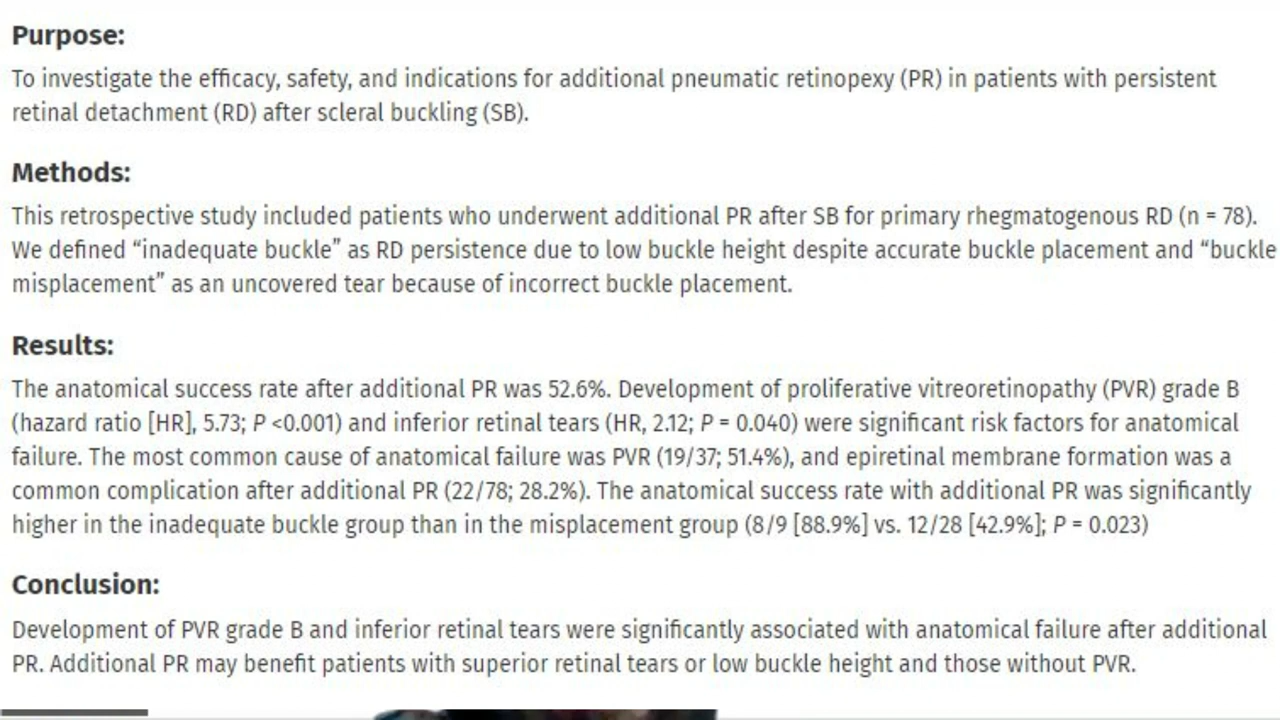 Purpose:
To investigate the efficacy, safety, and indications for additional pneumatic retinopexy (PR) in patients with persistent
retinal detachment (RD) after scleral buckling (SB).
Methods:
This retrospective study included patients who underwent additional PR after SB for primary rhegmatogenous RD (n = 78).
We defined “inadequate buckle” as RD persistence due to low buckle height despite accurate buckle placement and “buckle
misplacement” as an uncovered tear because of incorrect buckle placement.
Results:
The anatomical success rate after additional PR was 52.6%. Development of proliferative vitreoretinopathy (PVR) grade B
(hazard ratio [HR], 5.73; P <0.001) and inferior retinal tears (HR, 2.12; P = 0.040) were significant risk factors for anatomical
failure. The most common cause of anatomical failure was PVR (19/37; 51.4%), and epiretinal membrane formation was a
common complication after additional PR (22/78; 28.2%). The anatomical success rate with additional PR was significantly
higher in the inadequate buckle group than in the misplacement group (8/9 [88.9%] vs. 12/28 [42.9%]; P = 0.023)
Conclusion:
Development of PVR grade B and inferior retinal tears were significantly associated with anatomical failure after additional
PR. Additional PR may benefit patients with superior retinal tears or low buckle height and those without PVR.